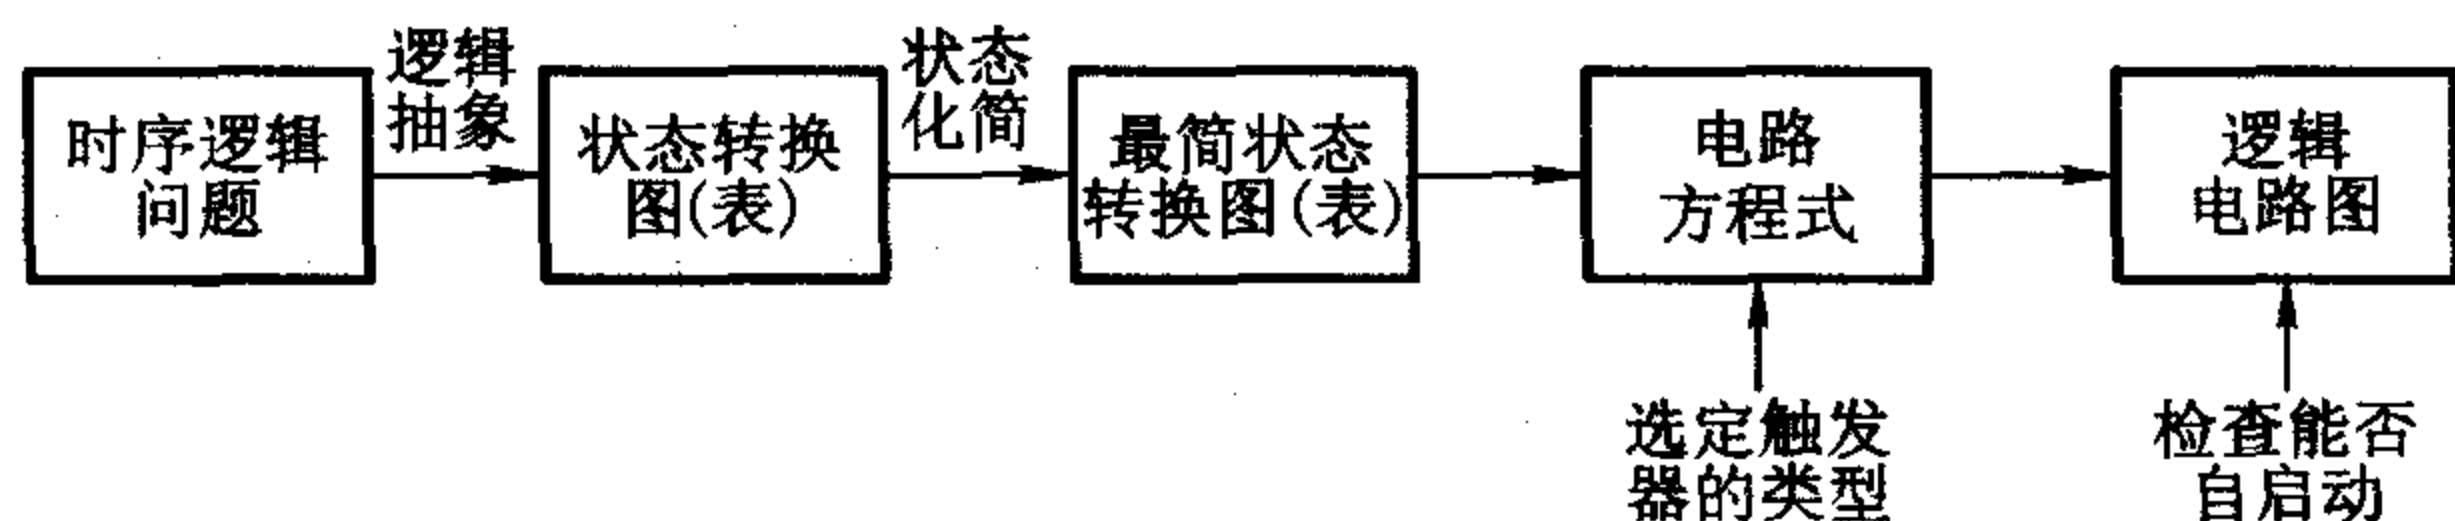 时序逻辑
问题
逻辑
抽象
状态转换
图(表)
状态
化简
最简状态
转换图(表)
电路
方程式
选定触发
器的类型
逻辑
电路图
检查能否
自启动